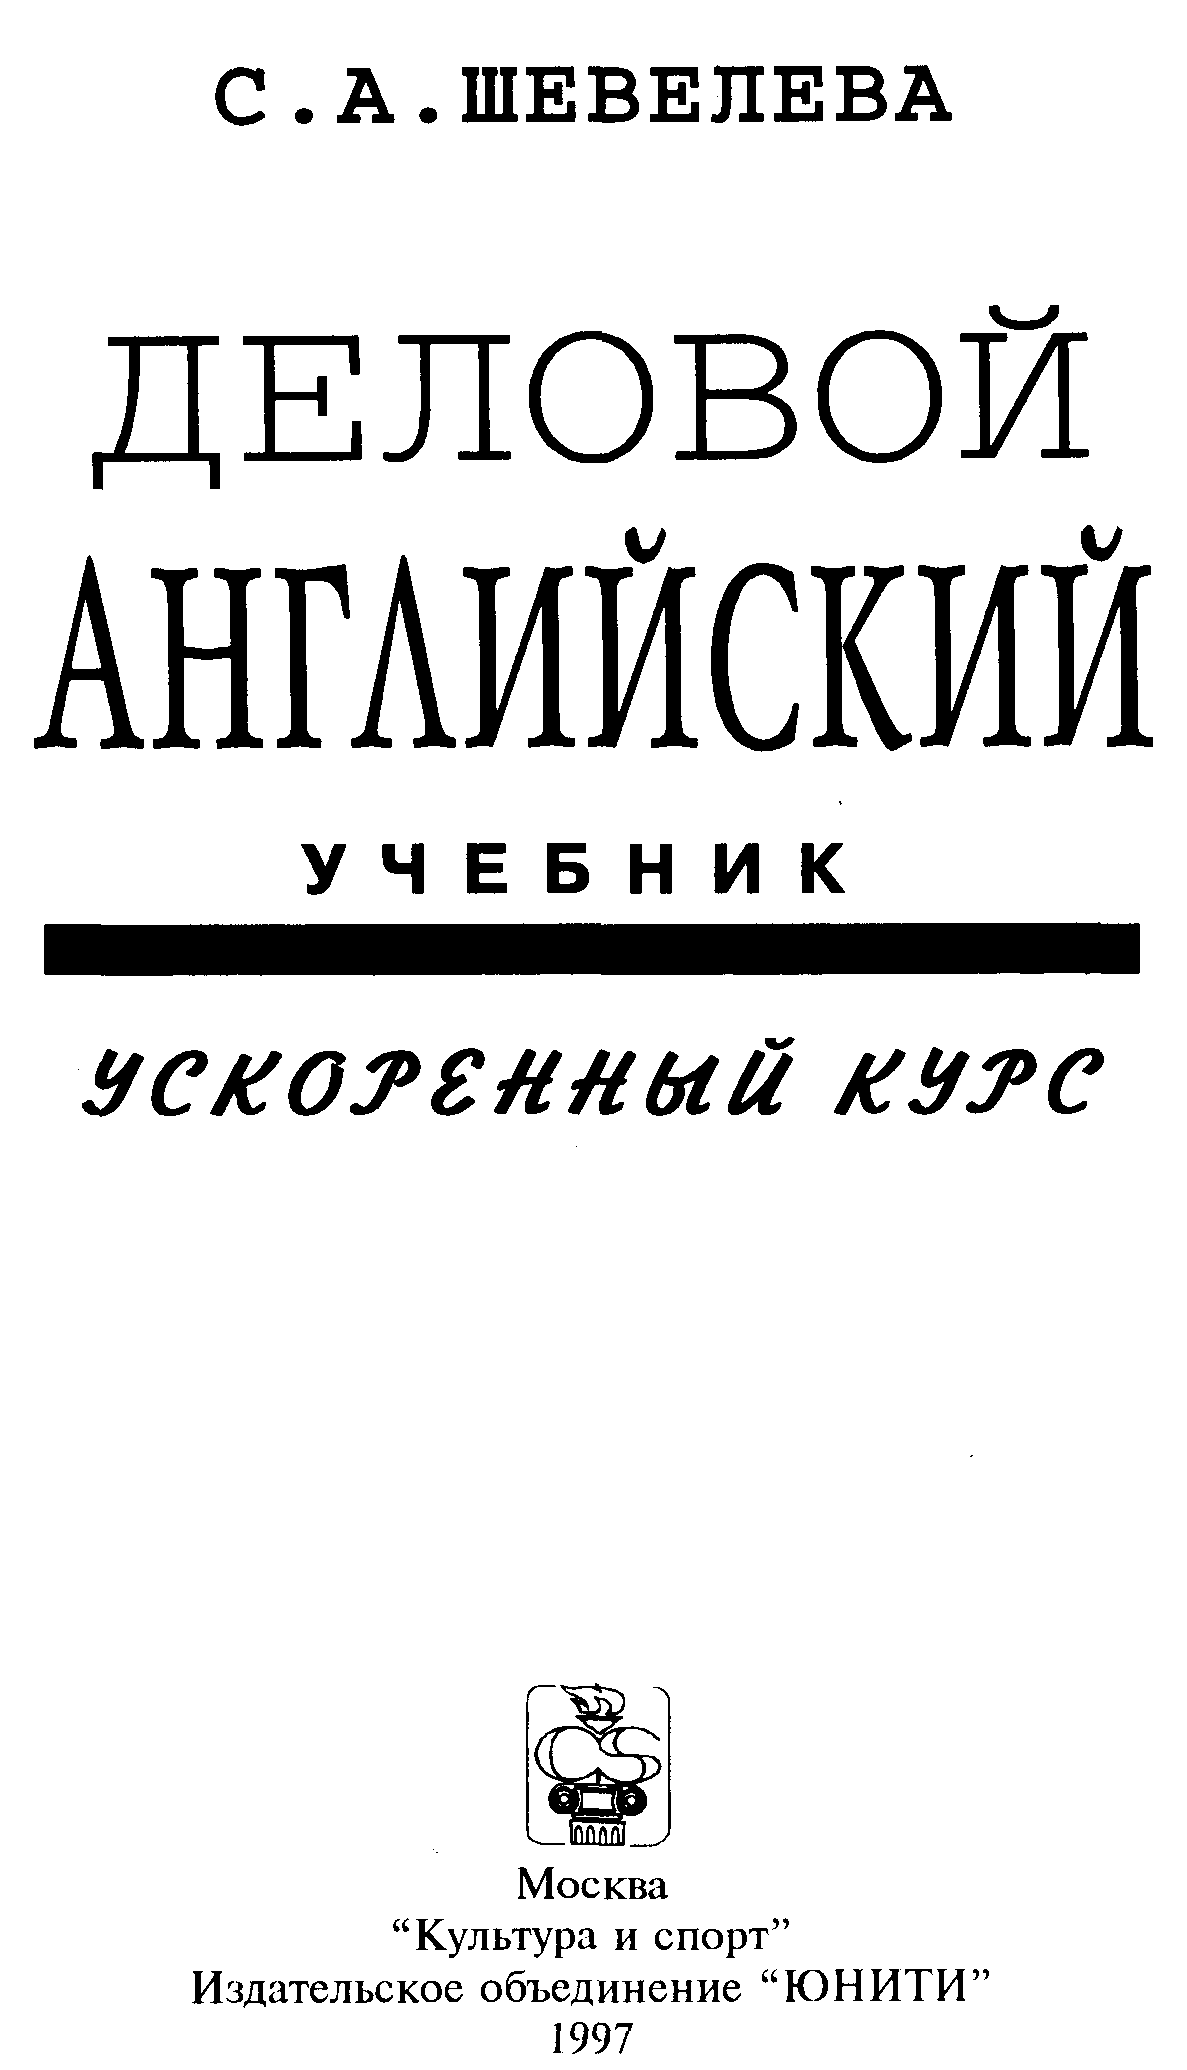 С.А.ШЕВЕЛЕВА
ДЕЛОВОЙ
АНГЛИЙСКИЙ
УЧЕБНИК
УСКОРЕННЫЙ КУРС
Москва
“Культура и спорт”
Издательское объединение “ЮНИТИ”
1997